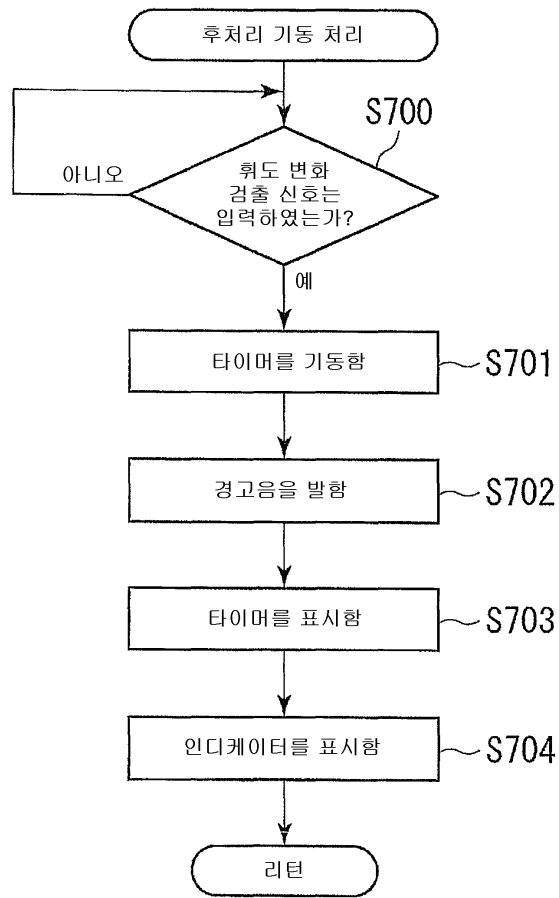 후처리 기동 처리
S700
휘도 변화
검출 신호는
입력하였는가?
아니오
예
타이머를 기동함
S701
경고음을 발함
S702
타이머를 표시함
S703
인디케이터를 표시함
S704
리턴